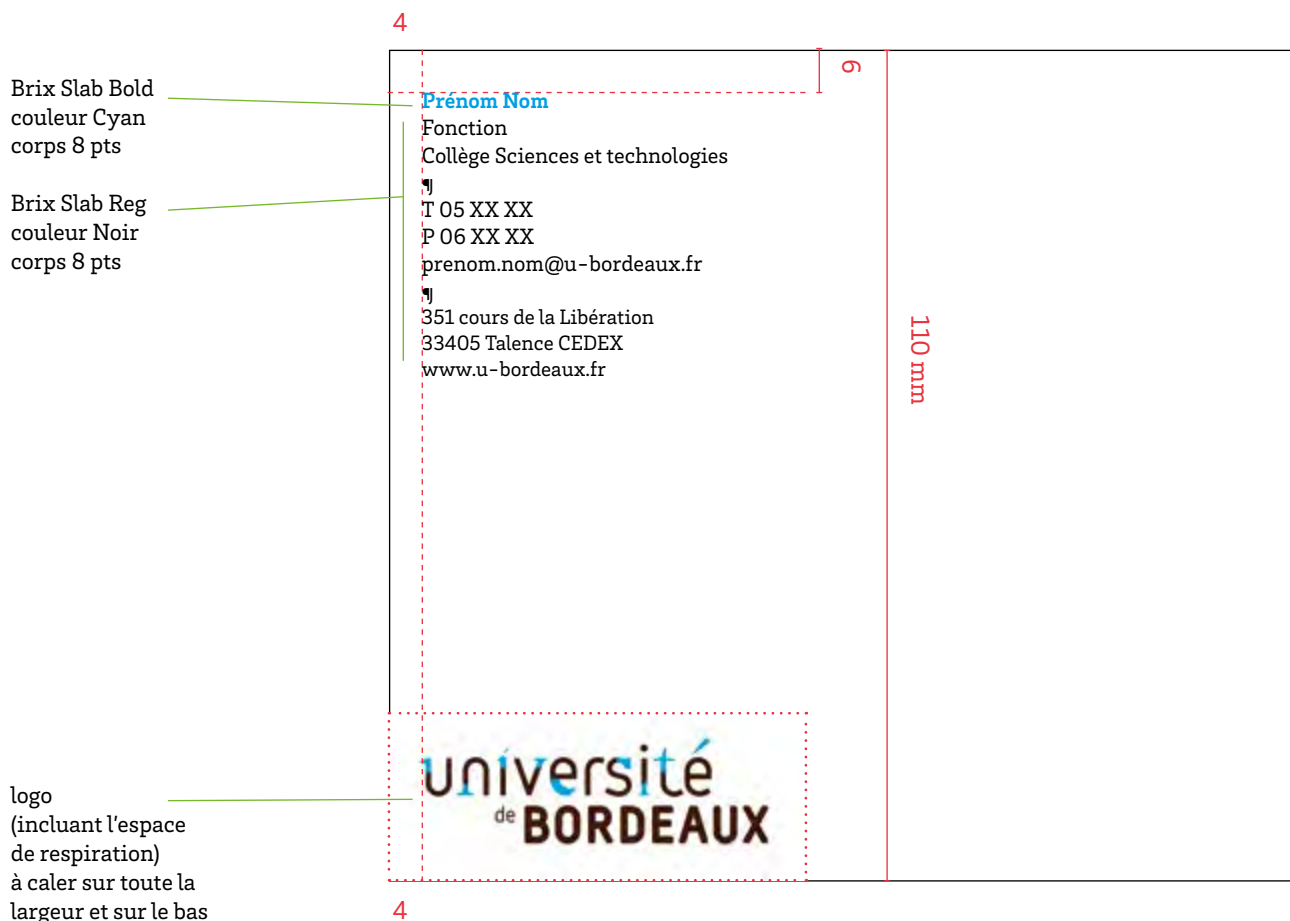 4
6
Brix Slab Bold
couleur Cyan
corps 8 pts
Brix Slab Reg
couleur Noir
corps 8 pts
Prénom Nom
Fonction
Collège Sciences et technologies
¶
T 05 XX XX
P 06 XX XX
prenom.nom@u-bordeaux.fr
¶
351 cours de la Libération
33405 Talence CEDEX
www.u-bordeaux.fr
110 mm
université
de BORDEAUX
logo
(incluant l'espace
de respiration)
à caler sur toute la
largeur et sur le bas
4